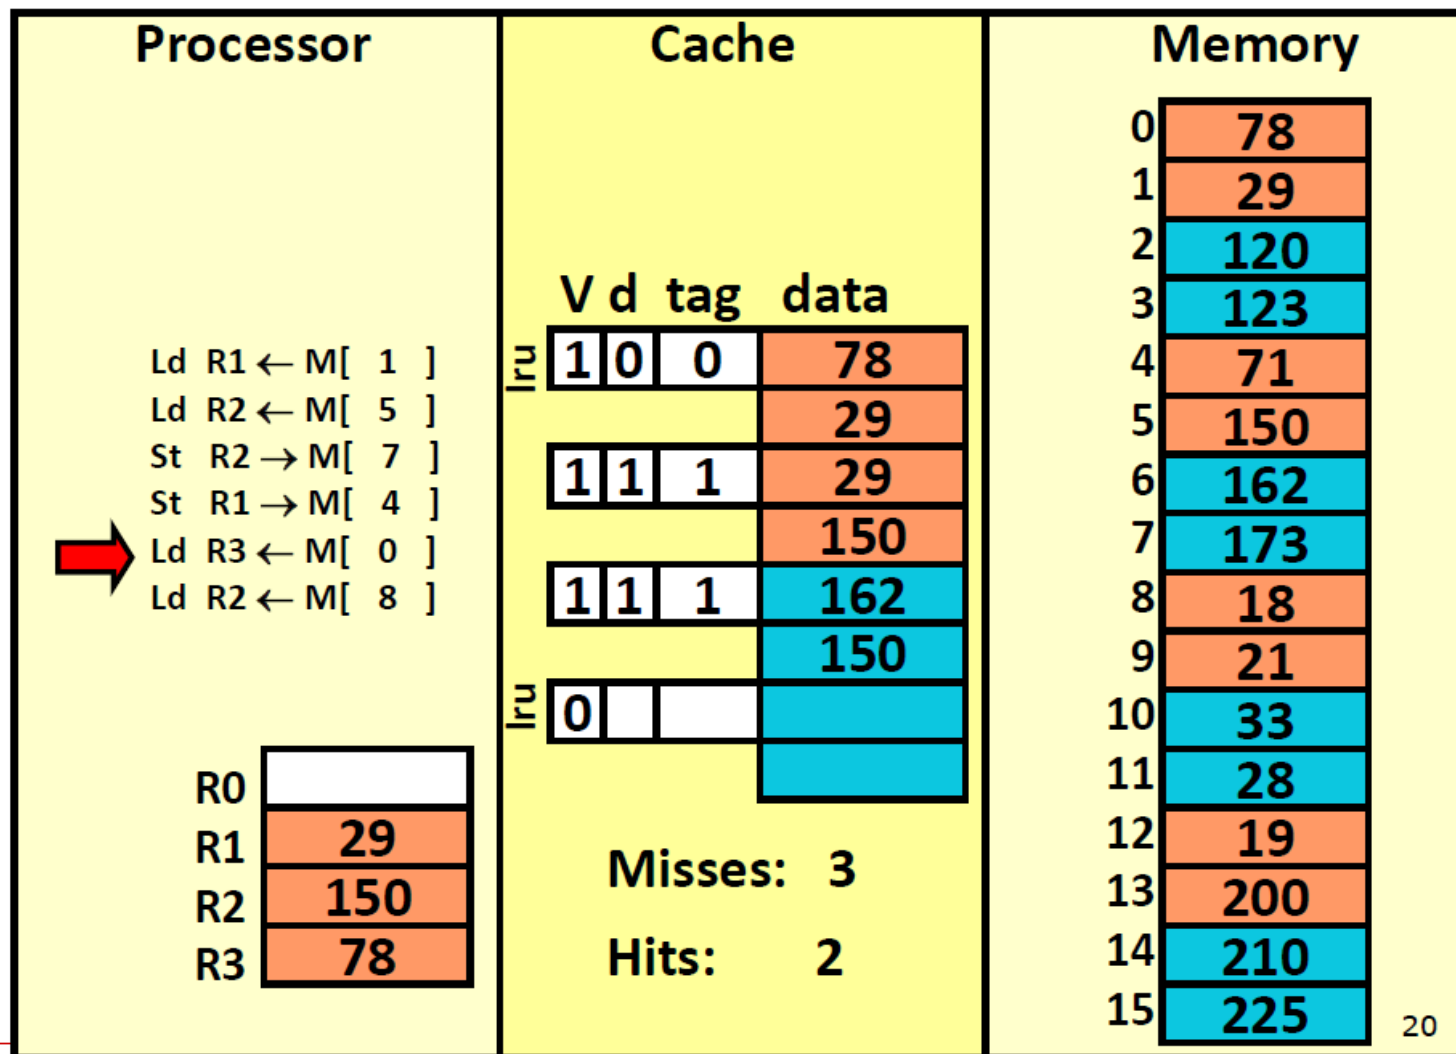 Processor
Ld R1 ← M[ 1 ]
Ld R2 ← M[ 5 ]
St R2 → M[ 7 ]
St R1 → M[ 4 ]
Ld R3 ← M[ 0 ]
Ld R2 ← M[ 8 ]
R0
R1 29
R2 150
R3 78
Cache
V d tag data
lru 1 0 0 78
29
1 1 1 29
150
1 1 1 162
150
lru 0
Misses: 3
Hits: 2
Memory
0 78
1 29
2 120
3 123
4 71
5 150
6 162
7 173
8 18
9 21
10 33
11 28
12 19
13 200
14 210
15 225
20